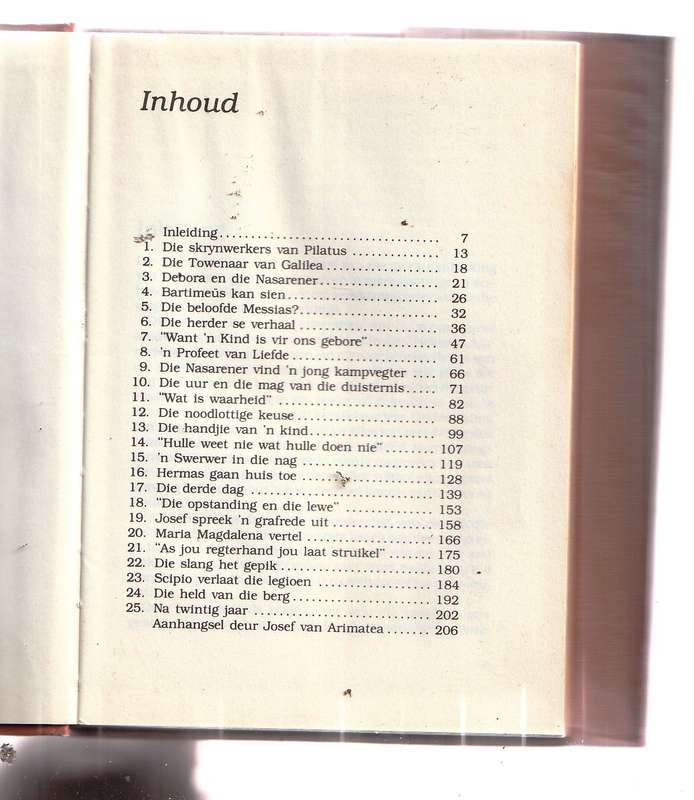 Inhoud
Inleiding........................................ 7
1. Die skrynwerkers van Pilatus ............... 13
2. Die Towenaar van Galilea.................... 18
3. Debora en die Nasarener..................... 21
4. Bartimeüs kan sien.......................... 26
5. Die beloofde Messias?....................... 32
6. Die herder se verhaal ...................... 36
7. "Want 'n Kind is vir ons gebore"............ 47
8. 'n Profeet van Liefde....................... 61
9. Die Nasarener vind 'n jong kampvegter .... 66
10. Die uur en die mag van die duisternis..... 71
11. "Wat is waarheid" ......................... 82
12. Die noodlottige keuse ..................... 88
13. Die handjie van 'n kind.................... 99
14. "Hulle weet nie wat hulle doen nie"....... 107
15. 'n Swerwer in die nag ..................... 119
16. Hermas gaan huis toe ...................... 128
17. Die derde dag ............................. 139
18. "Die opstanding en die lewe" .............. 153
19. Josef spreek 'n grafrede uit .............. 158
20. Maria Magdalena vertel .................... 166
21. "As jou regterhand jou laat struikel" ...... 175
22. Die slang het gepik ....................... 180
23. Scipio verlaat die legioen ................ 184
24. Die held van die berg...................... 192
25. Na twintig jaar ........................... 202
Aanhangsel deur Josef van Arimatea ....... 206